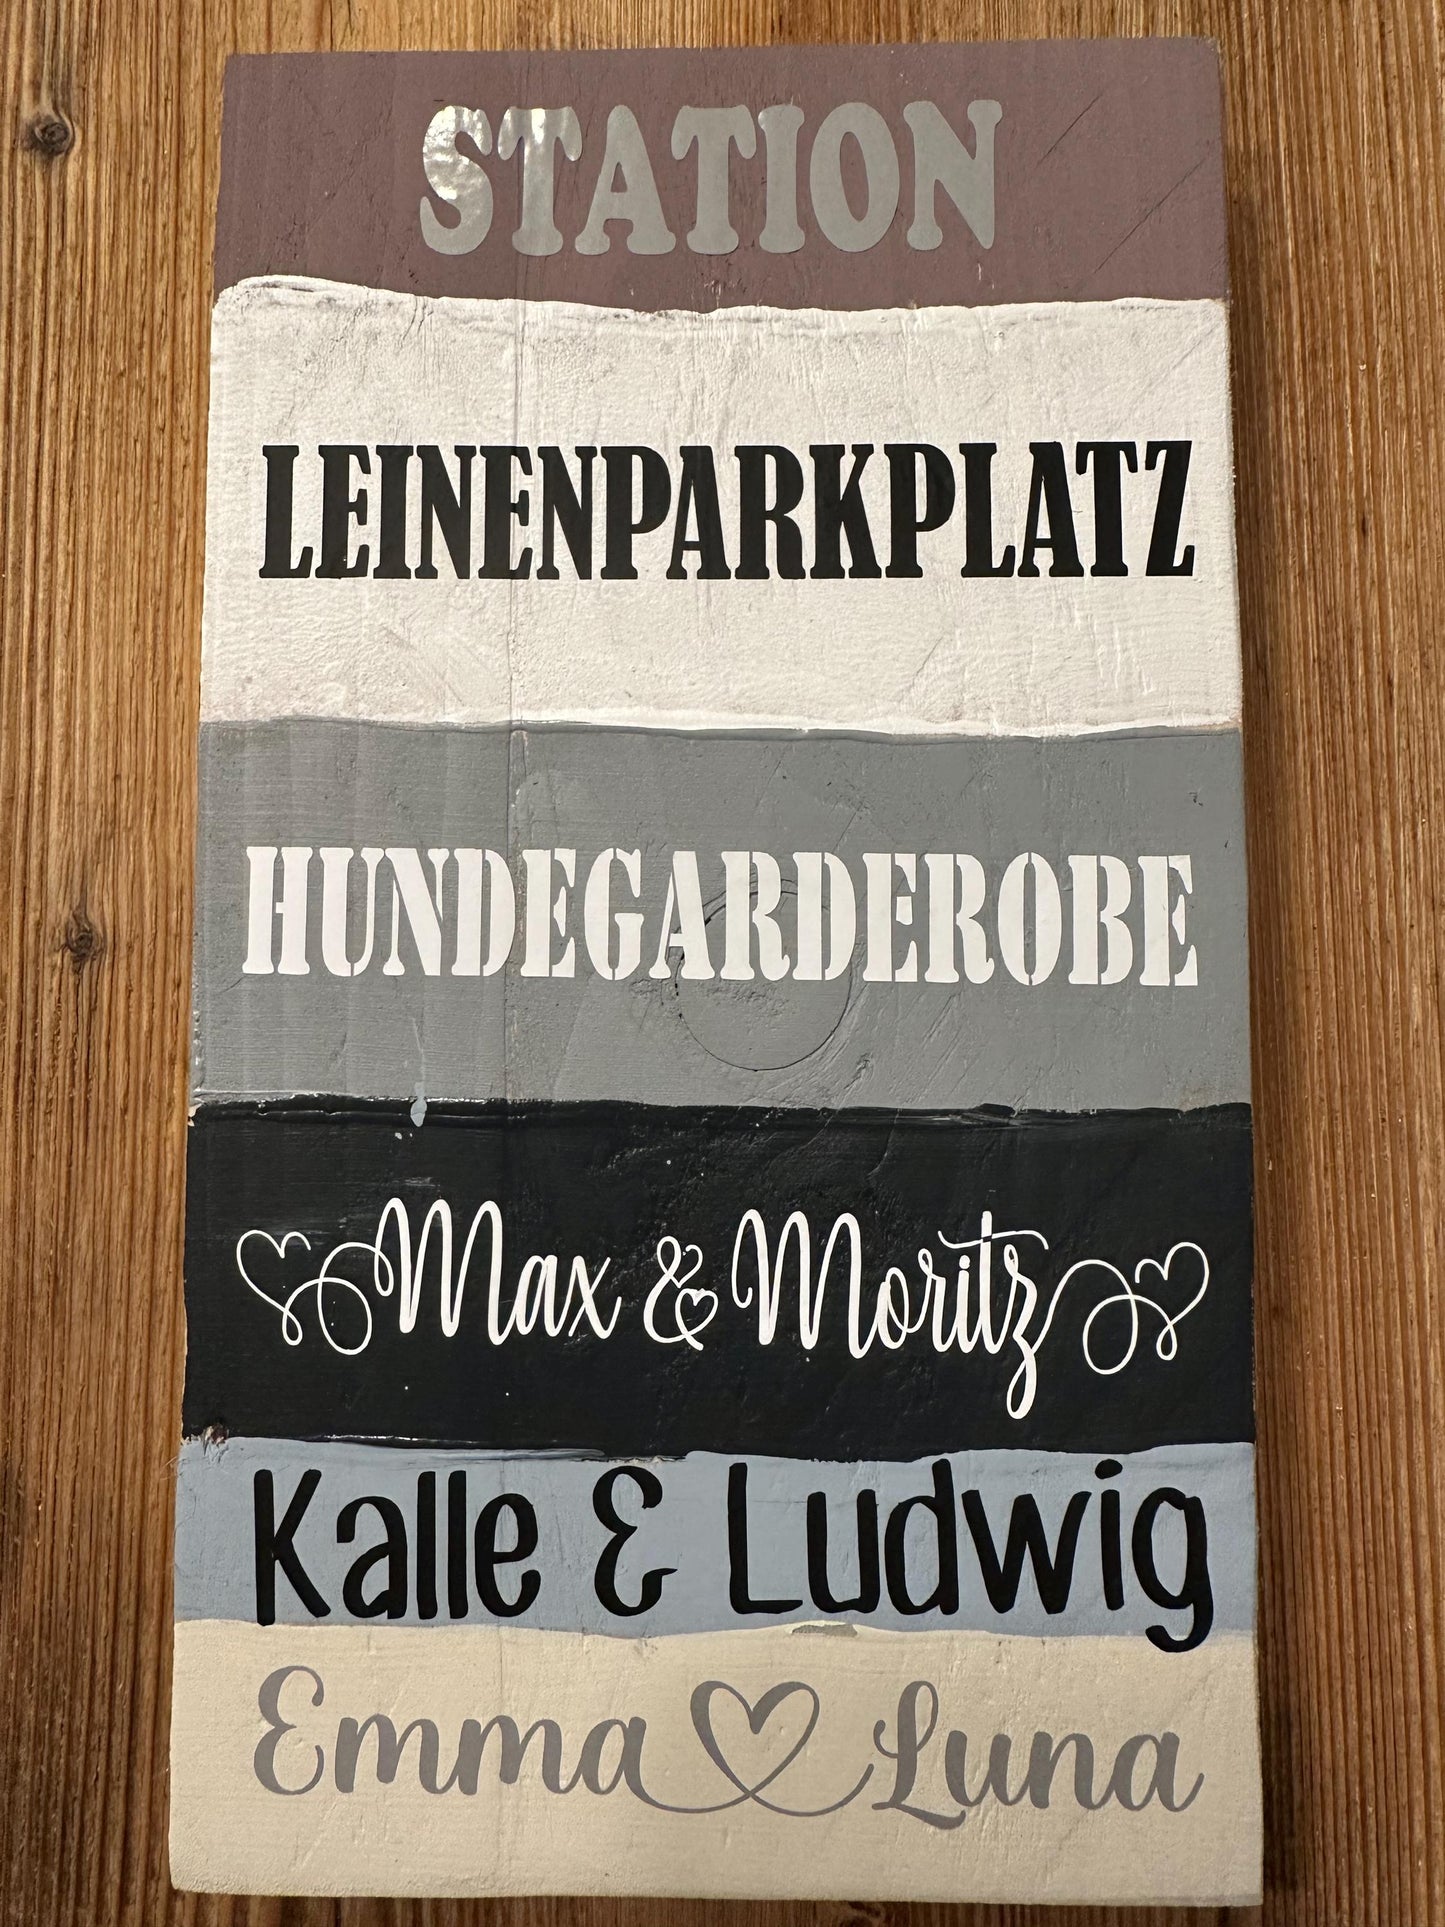 STATION
LEINENPARKPLATZ
HUNDEGARDEROBE
Max & Moritz
Kalle & Ludwig
Emma Luna